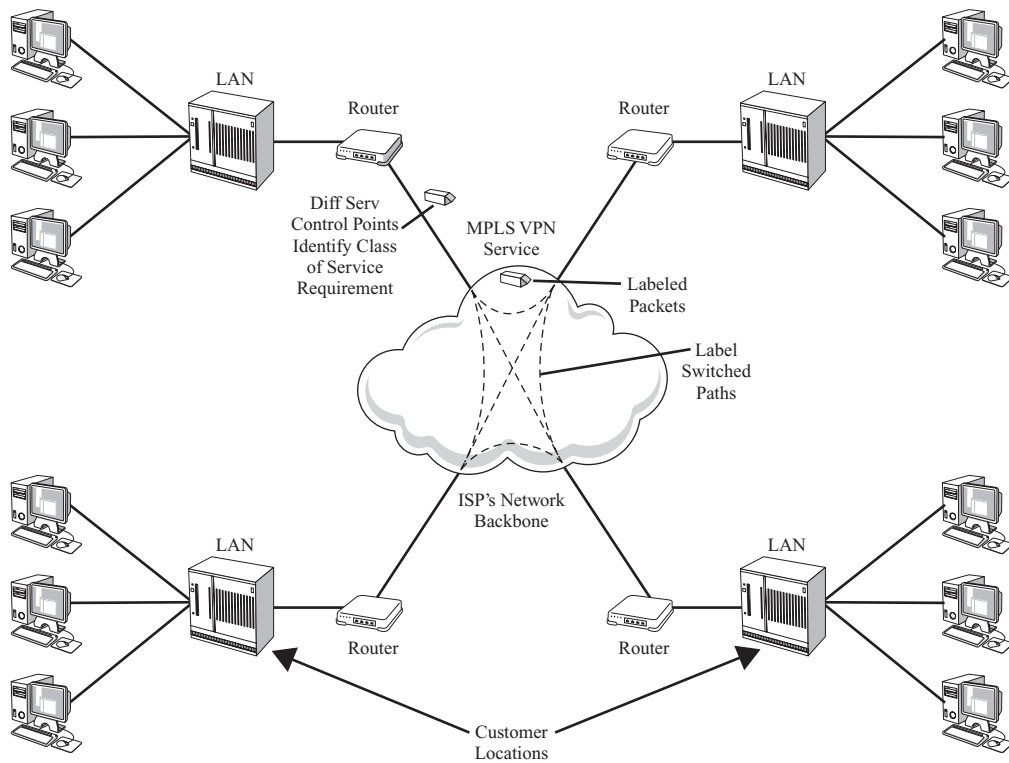 LAN
Router
Router
LAN
Diff Serv
Control Points
Identify Class
of Service
Requirement
MPLS VPN
Service
Labeled
Packets
Label
Switched
Paths
ISP's Network
Backbone
LAN
Router
Router
LAN
Customer
Locations